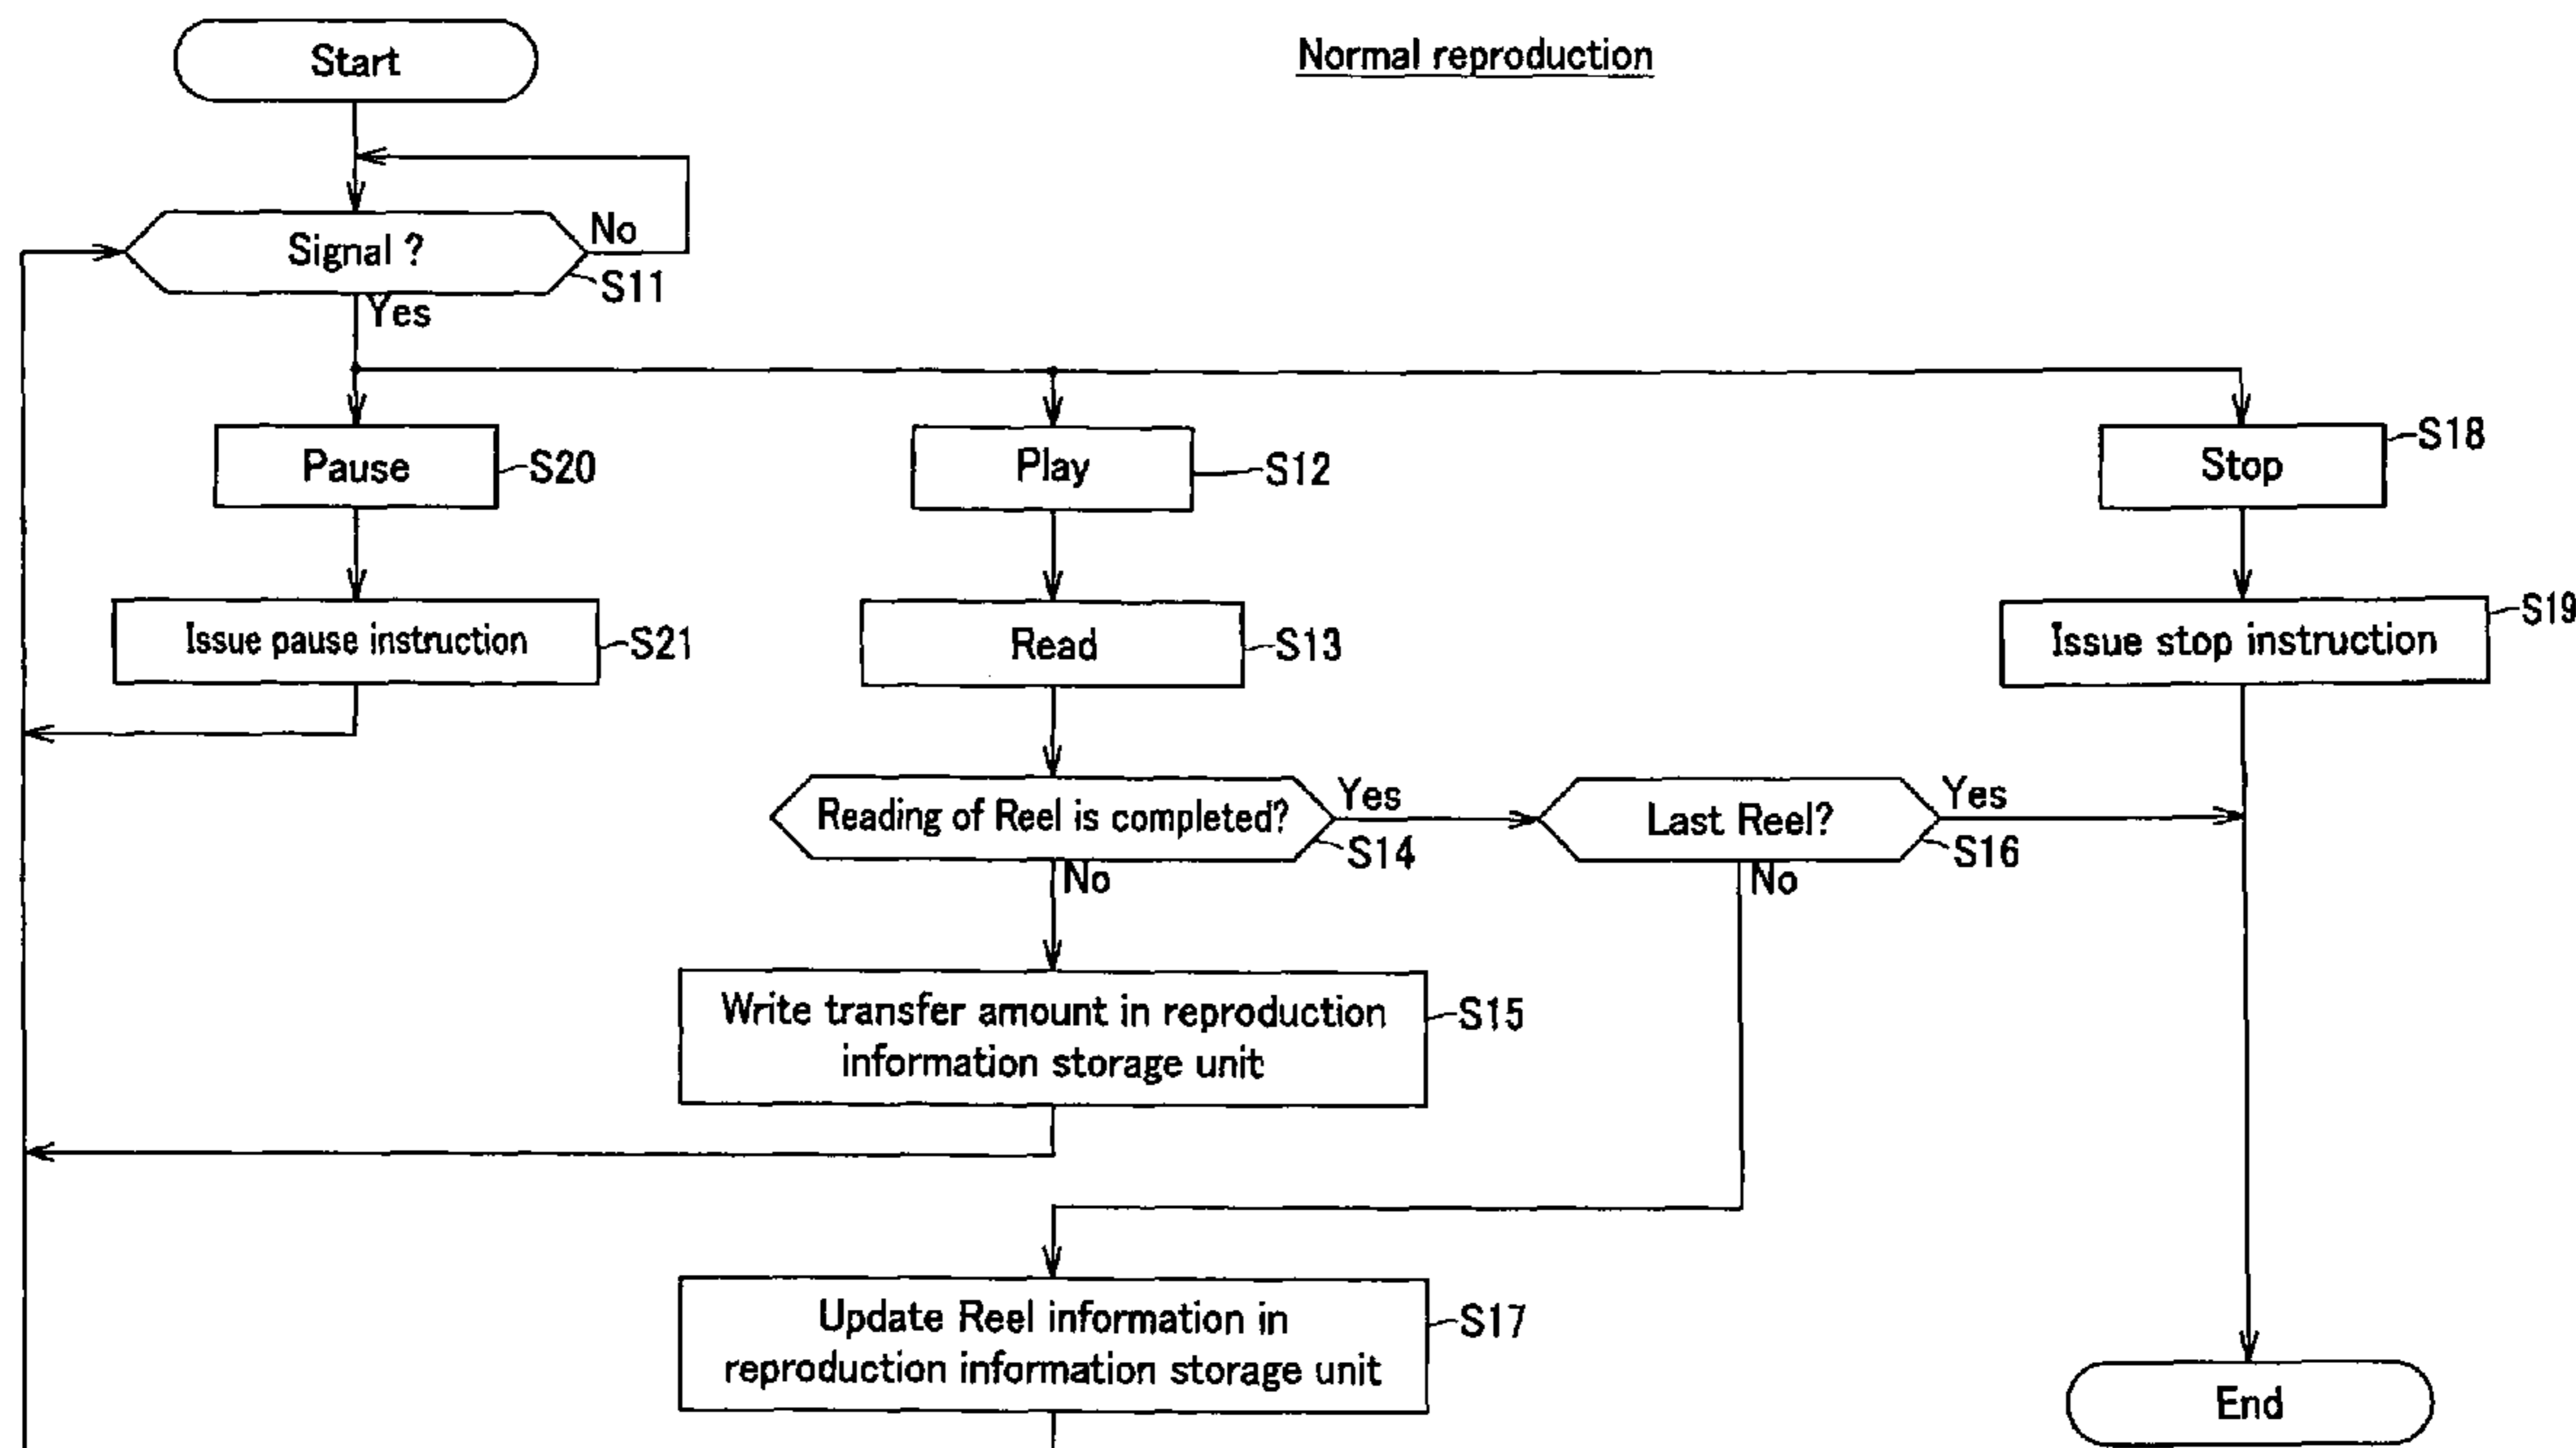 Normal reproduction
Start
Signal ?
No
S11
Yes
Pause
S20
Play
S12
Stop
S18
Issue pause instruction
S21
Read
S13
Issue stop instruction
S19
Reading of Reel is completed?
Yes
S14
No
Last Reel?
Yes
S16
No
Write transfer amount in reproduction
information storage unit
S15
Update Reel information in
reproduction information storage unit
S17
End